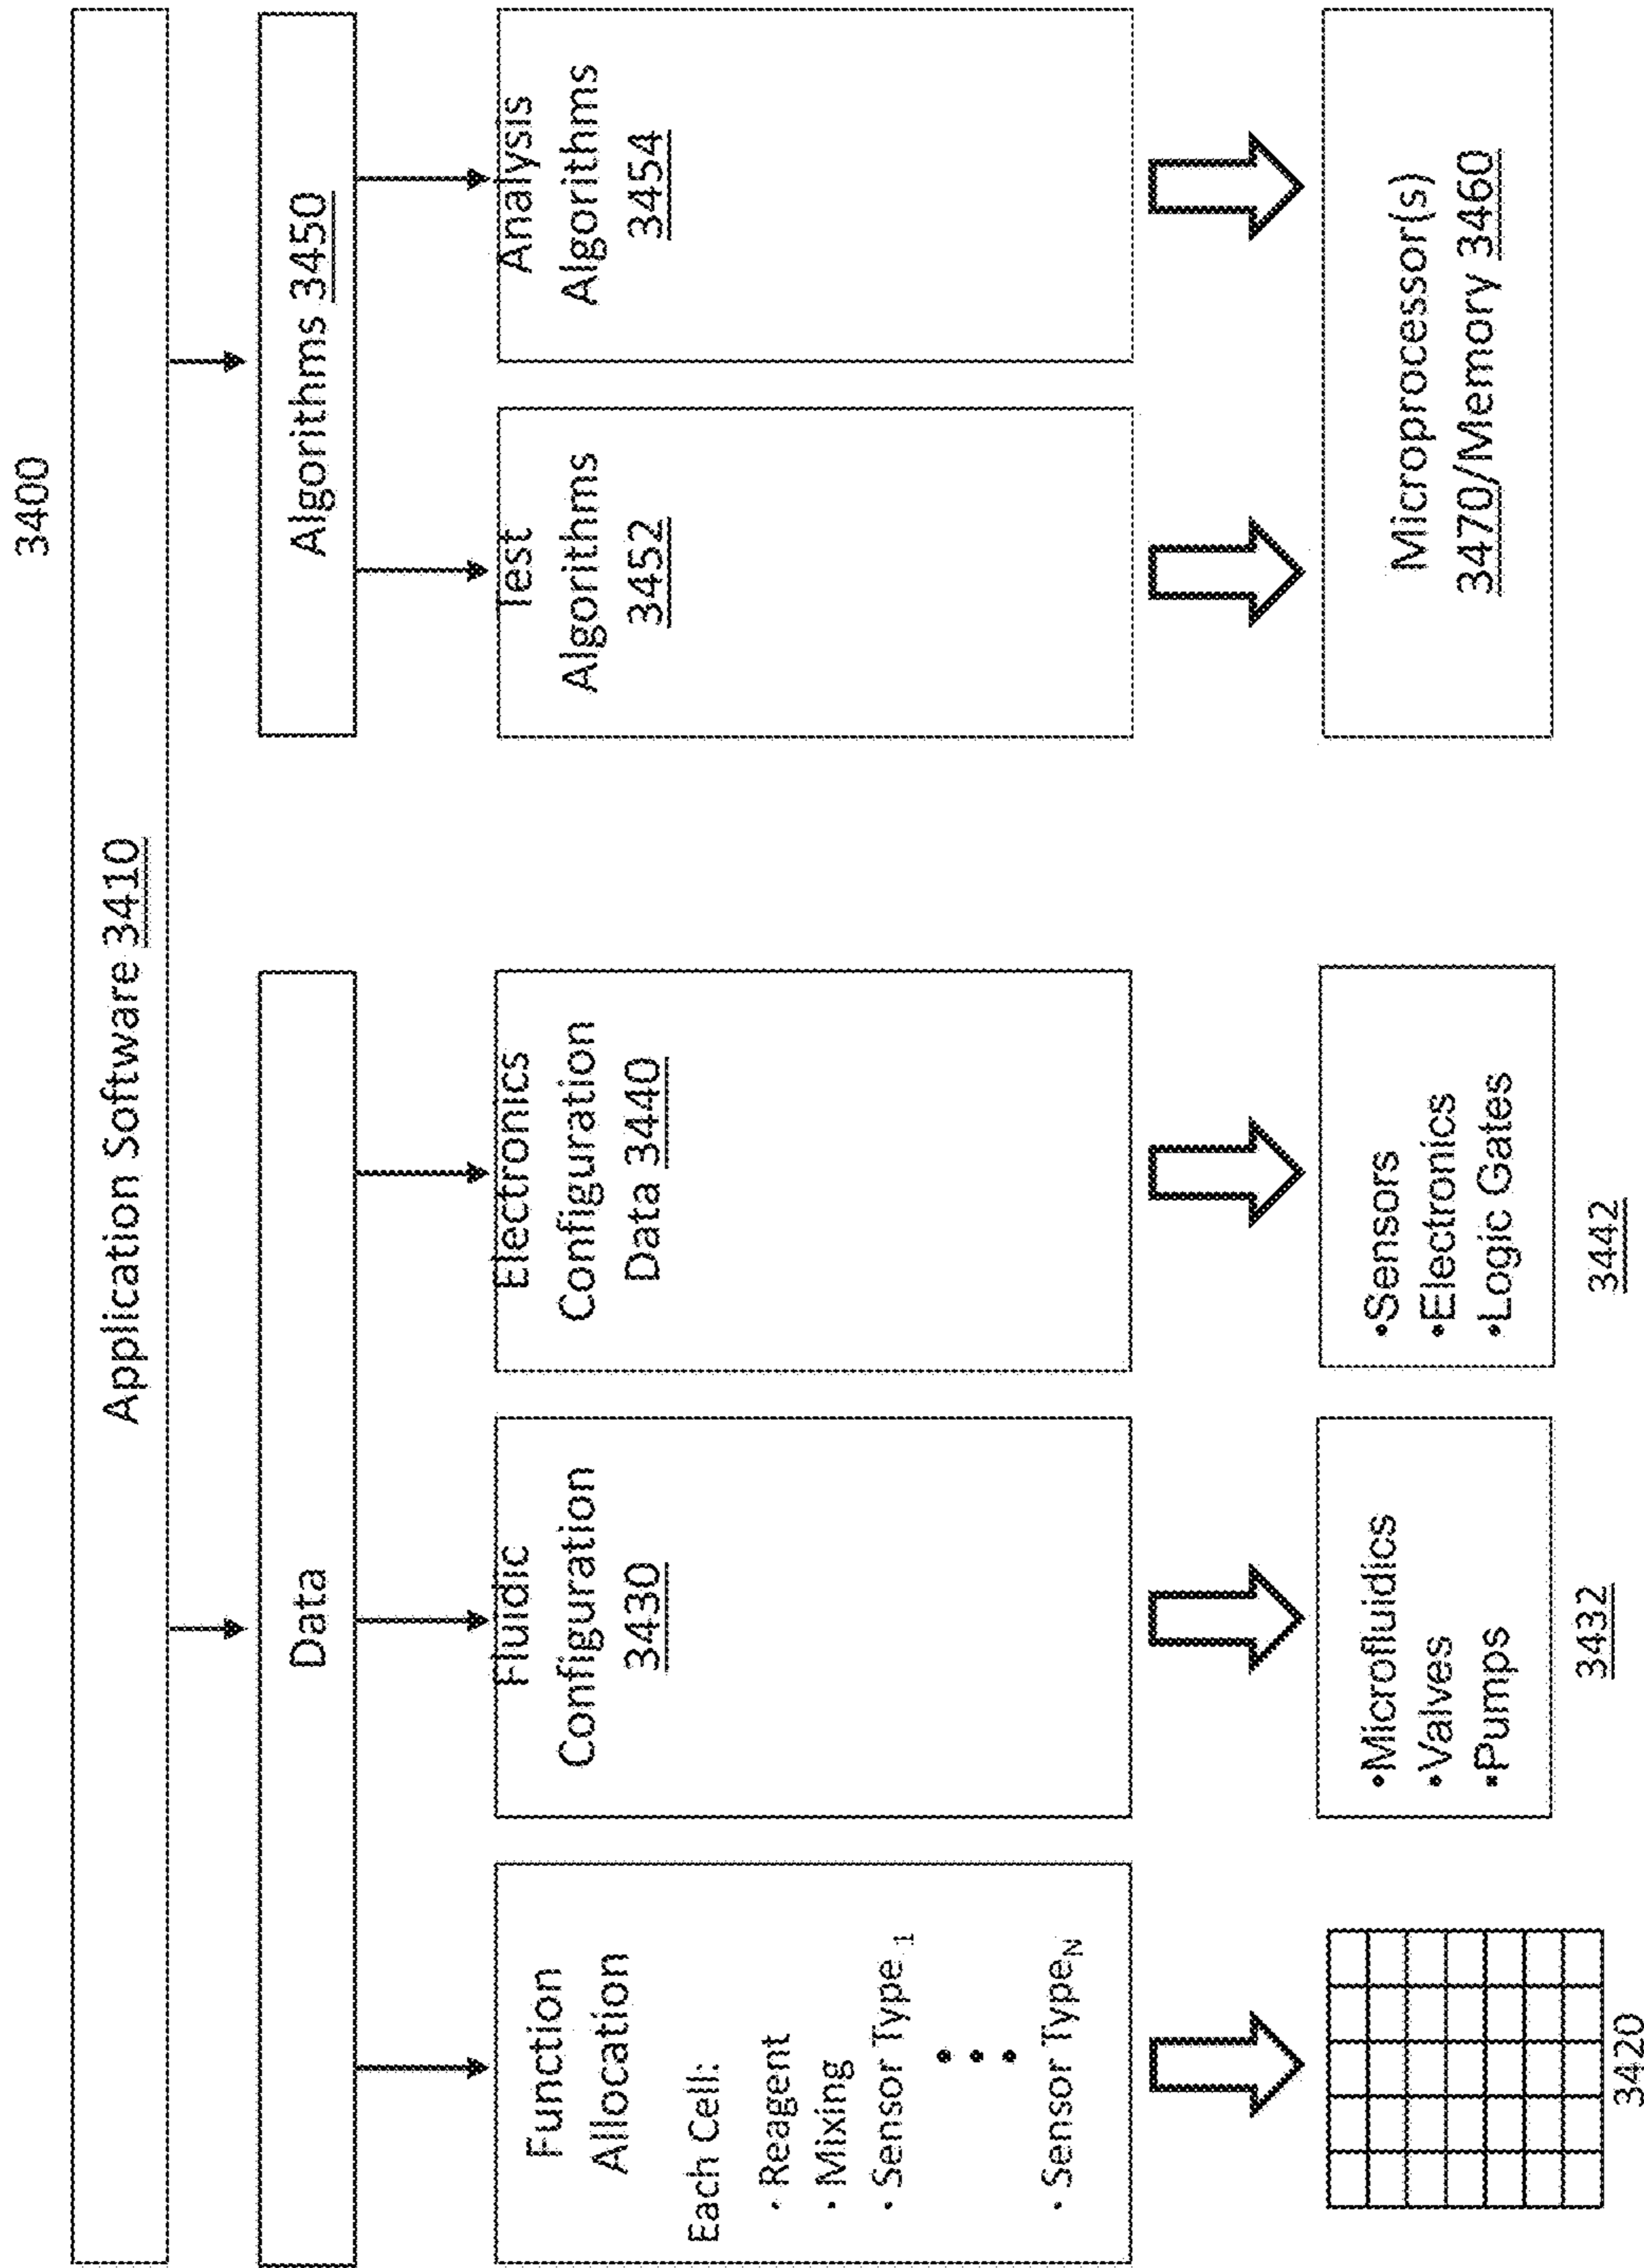 3400
Application Software 3410
Data
Algorithms 3450
Function
Allocation
Each Cell:
· Reagent
· Mixing
· Sensor Type 1
· Sensor TypeN
Fluidic
Configuration
3430
Electronics
Configuration
Data 3440
Test
Algorithms
3452
Analysis
Algorithms
3454
3420
•Microfluidics
•Valves
•Pumps
3432
•Sensors
•Electronics
•Logic Gates
3442
Microprocessor(s)
3470/Memory 3460